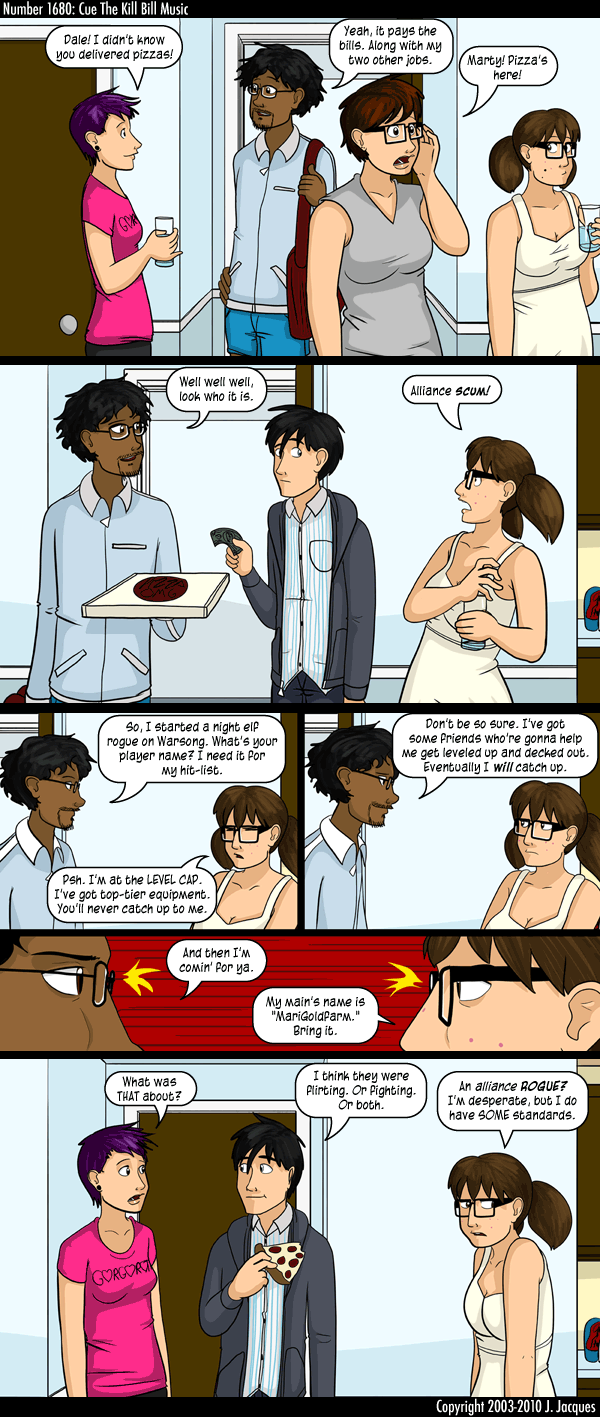 Number 1680: Cue The Kill Bill Music
Dale! I didn't know
you delivered pizzas!
Yeah, it pays the
bills. Along with my
two other jobs.
Marty! Pizza's
here!
Well well well,
look who it is.
Alliance SCUM!
So, I started a night elf
rogue on Warsong. What's your
player name? I need it for
my hit-list.
Psh. I'm at the LEVEL CAP.
I've got top-tier equipment.
You'll never catch up to me.
Don't be so sure. I've got
some friends who're gonna help
me get leveled up and decked out.
Eventually I will catch up.
And then I'm
comin' for ya.
My main's name is
"MariGoldfarm."
Bring it.
What was
THAT about?
I think they were
flirting. Or fighting.
Or both.
An alliance ROGUE?
I'm desperate, but I do
have SOME standards.
Copyright 2003-2010 J. Jacques